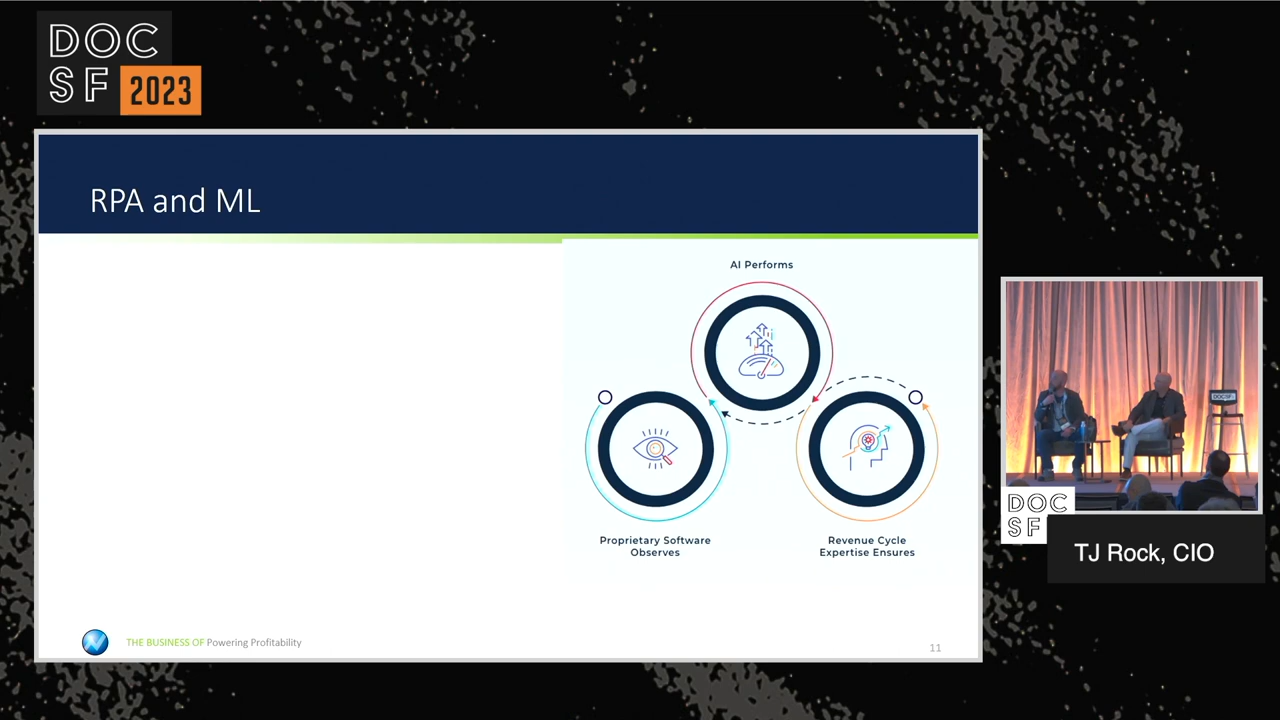 DOC
SF 2023
RPA and ML
AI Performs
Proprietary Software
Observes
Revenue Cycle
Expertise Ensures
THE BUSINESS OF Powering Profitability
11
DOCSF
DOC
SF
TJ Rock, CIO